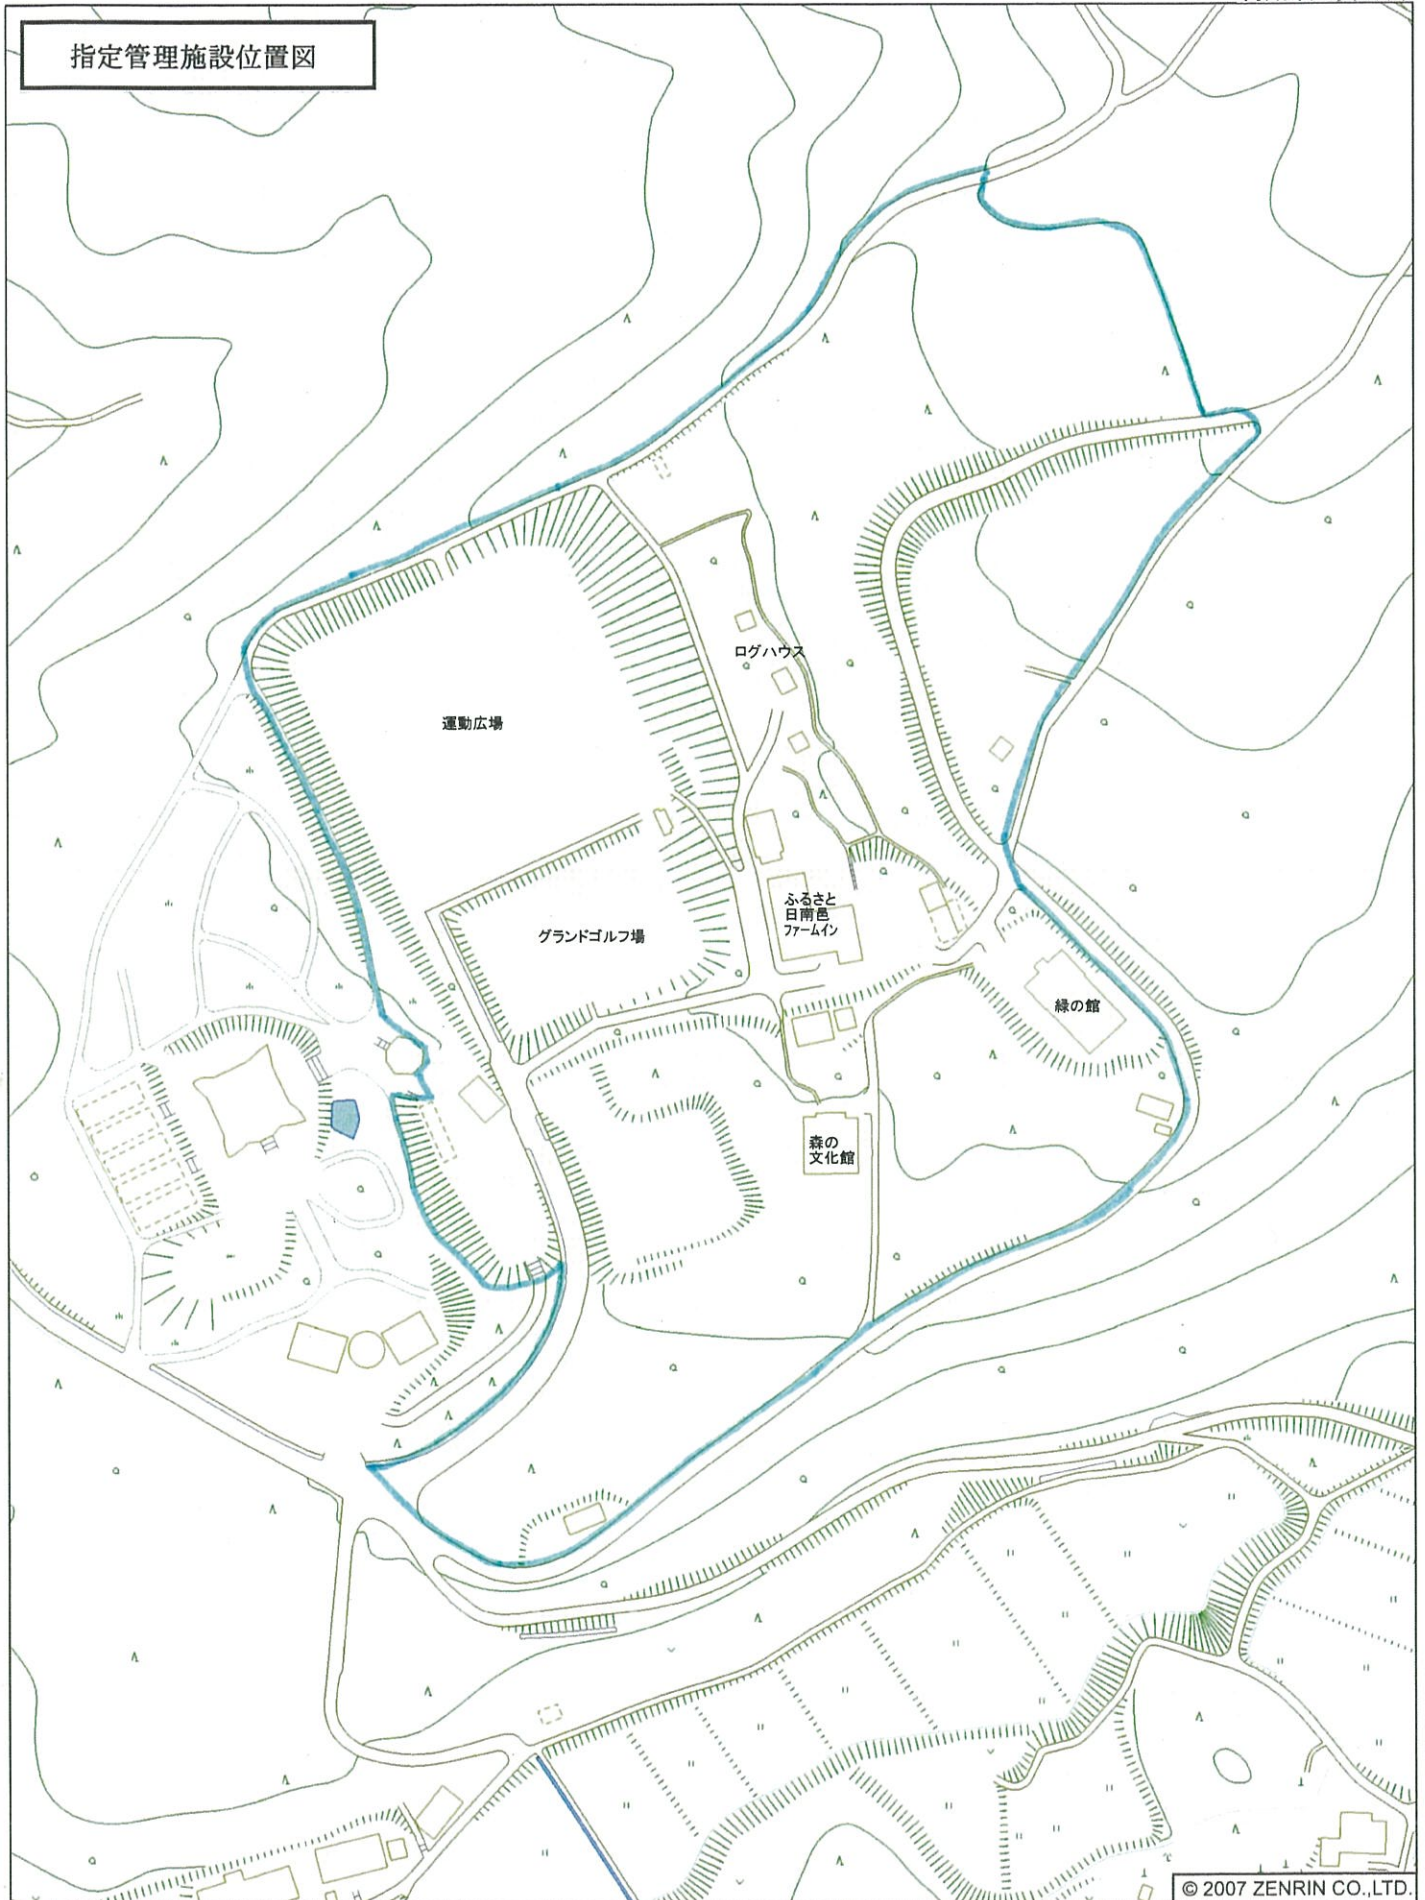 指定管理施設位置図
ログハウス
運動広場
ふるさと
日南邑
ファームイン
グランドゴルフ場
緑の館
森の
文化館
© 2007 ZENRIN CO.,LTD.